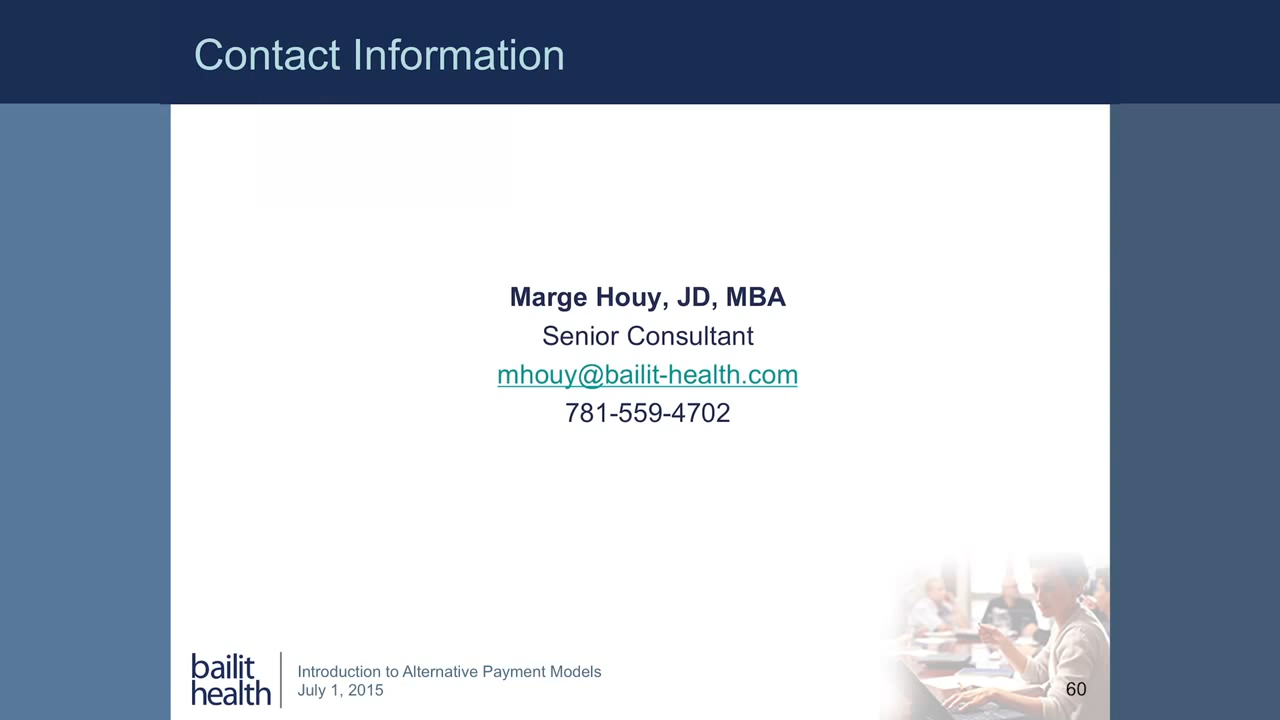 Contact Information
Marge Houy, JD, MBA
Senior Consultant
mhouy@bailit-health.com
781-559-4702
bailit
health
Introduction to Alternative Payment Models
July 1, 2015
60